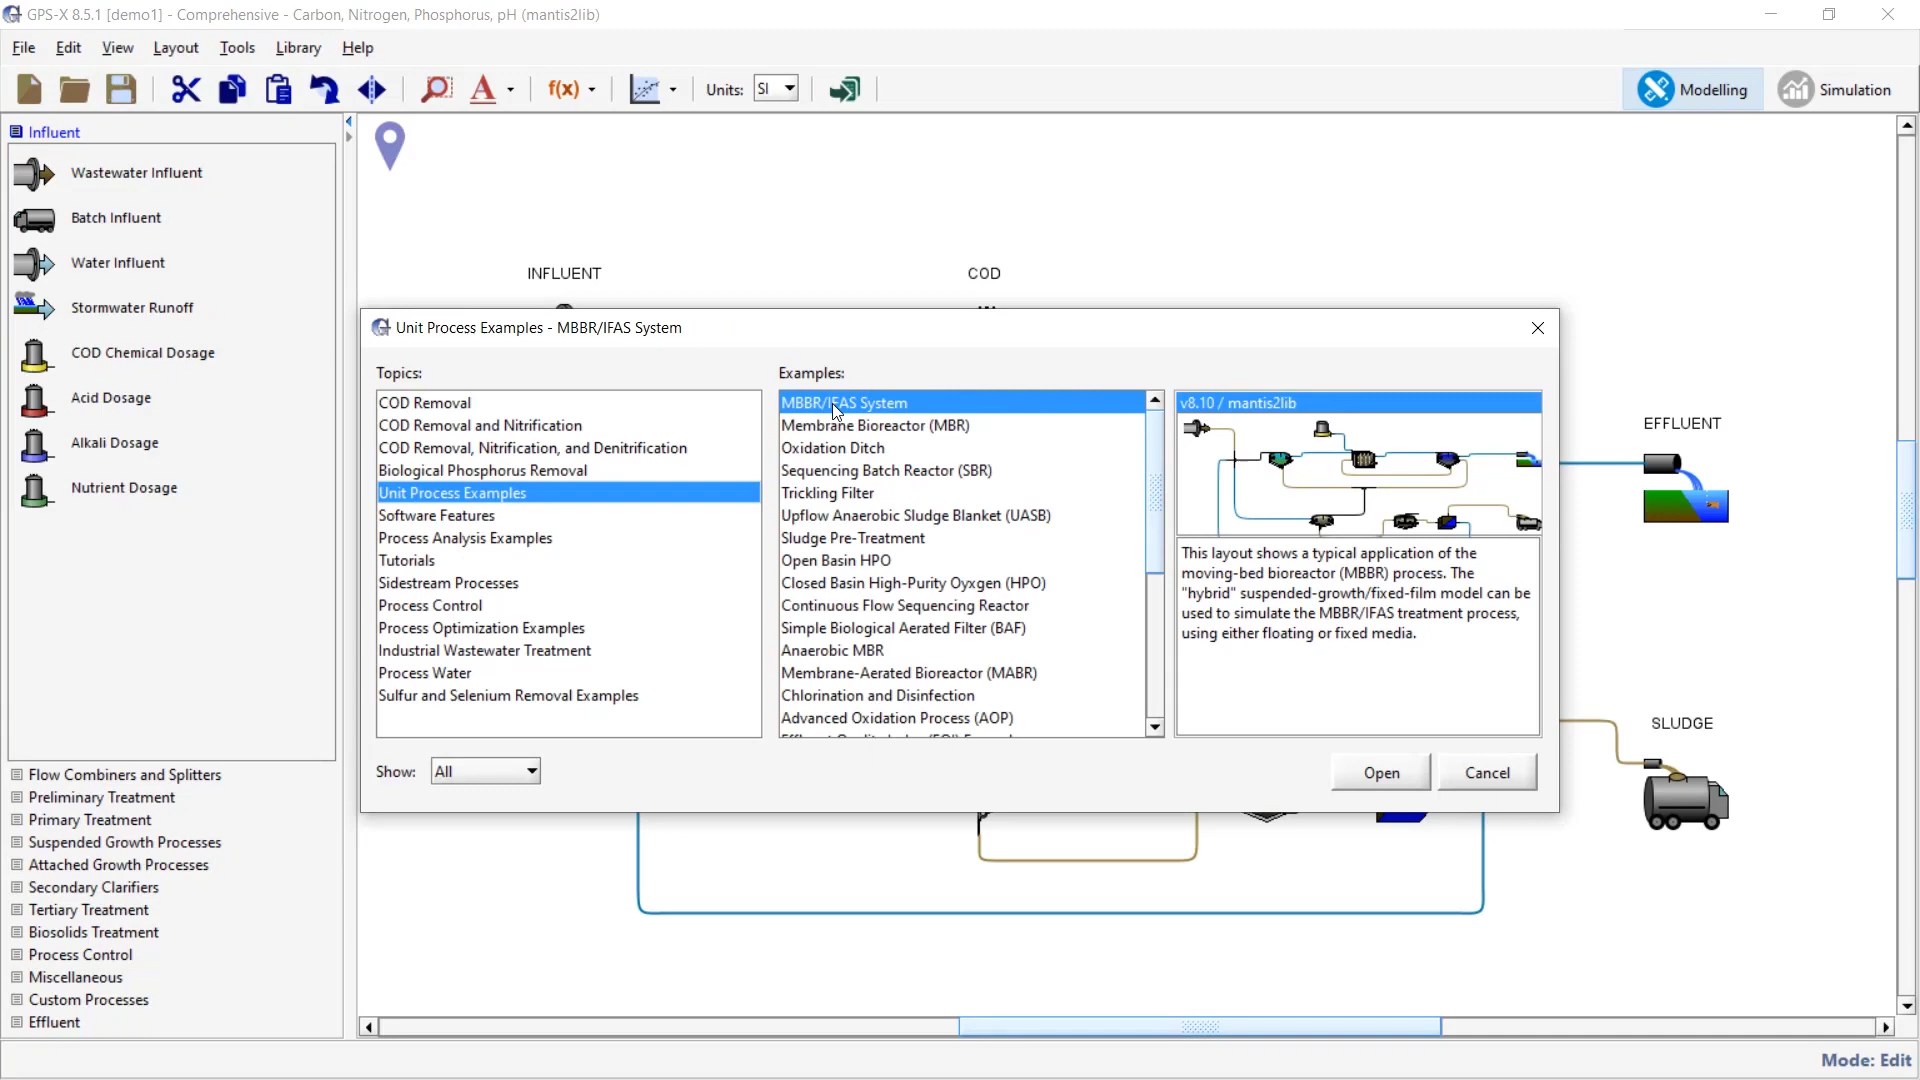 GPS-X 8.5.1 [demo1] - Comprehensive - Carbon, Nitrogen, Phosphorus, pH (mantis2lib)
File Edit View Layout Tools Library Help
A f(x) Units: SI Modelling Simulation
Influent
Wastewater Influent
Batch Influent
Water Influent
Stormwater Runoff
COD Chemical Dosage
Acid Dosage
Alkali Dosage
Nutrient Dosage
Flow Combiners and Splitters
Preliminary Treatment
Primary Treatment
Suspended Growth Processes
Attached Growth Processes
Secondary Clarifiers
Tertiary Treatment
Biosolids Treatment
Process Control
Miscellaneous
Custom Processes
Effluent
INFLUENT
COD
EFFLUENT
SLUDGE
Unit Process Examples - MBBR/IFAS System
Topics:
COD Removal
COD Removal and Nitrification
COD Removal, Nitrification, and Denitrification
Biological Phosphorus Removal
Unit Process Examples
Software Features
Process Analysis Examples
Tutorials
Sidestream Processes
Process Control
Process Optimization Examples
Industrial Wastewater Treatment
Process Water
Sulfur and Selenium Removal Examples
Examples:
MBBR/IFAS System
Membrane Bioreactor (MBR)
Oxidation Ditch
Sequencing Batch Reactor (SBR)
Trickling Filter
Upflow Anaerobic Sludge Blanket (UASB)
Sludge Pre-Treatment
Open Basin HPO
Closed Basin High-Purity Oyxgen (HPO)
Continuous Flow Sequencing Reactor
Simple Biological Aerated Filter (BAF)
Anaerobic MBR
Membrane-Aerated Bioreactor (MABR)
Chlorination and Disinfection
Advanced Oxidation Process (AOP)
v8.10 / mantis2lib
This layout shows a typical application of the
moving-bed bioreactor (MBBR) process. The
"hybrid" suspended-growth/fixed-film model can be
used to simulate the MBBR/IFAS treatment process,
using either floating or fixed media.
Show: All
Open Cancel
Mode: Edit